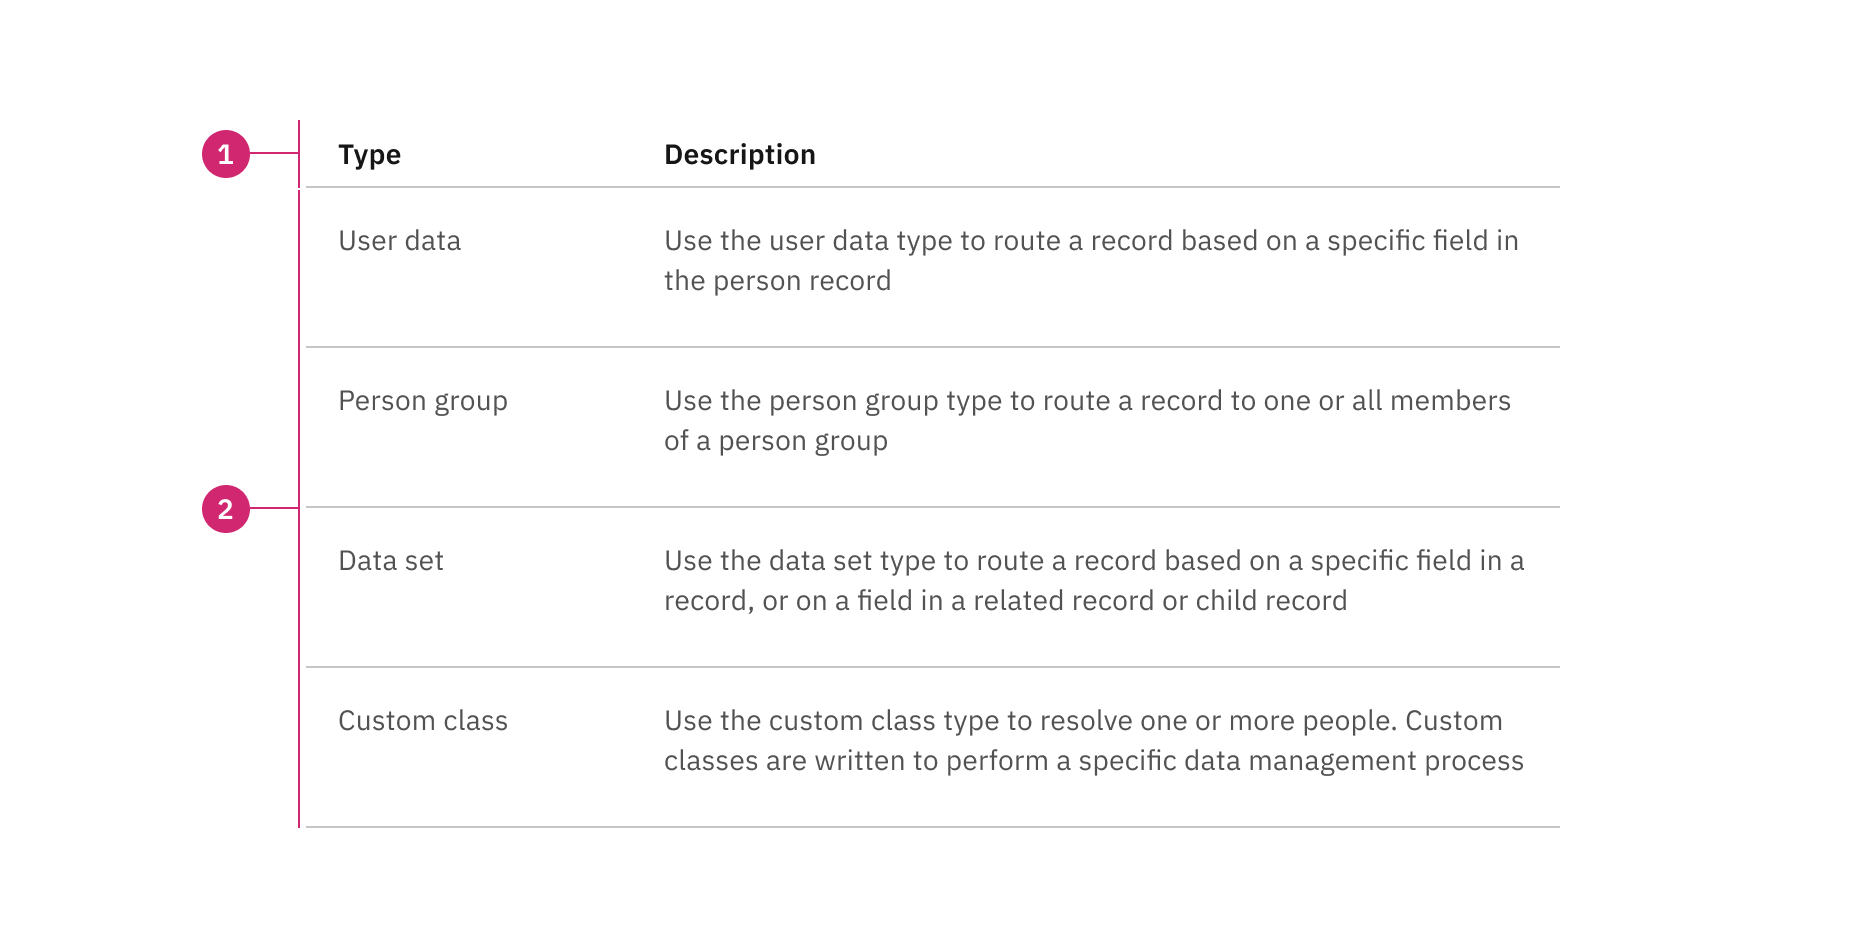 1
Type
Description
User data
Use the user data type to route a record based on a specific field in
the person record
Person group
Use the person group type to route a record to one or all members
of a person group
2
Data set
Use the data set type to route a record based on a specific field in a
record, or on a field in a related record or child record
Custom class
Use the custom class type to resolve one or more people. Custom
classes are written to perform a specific data management process